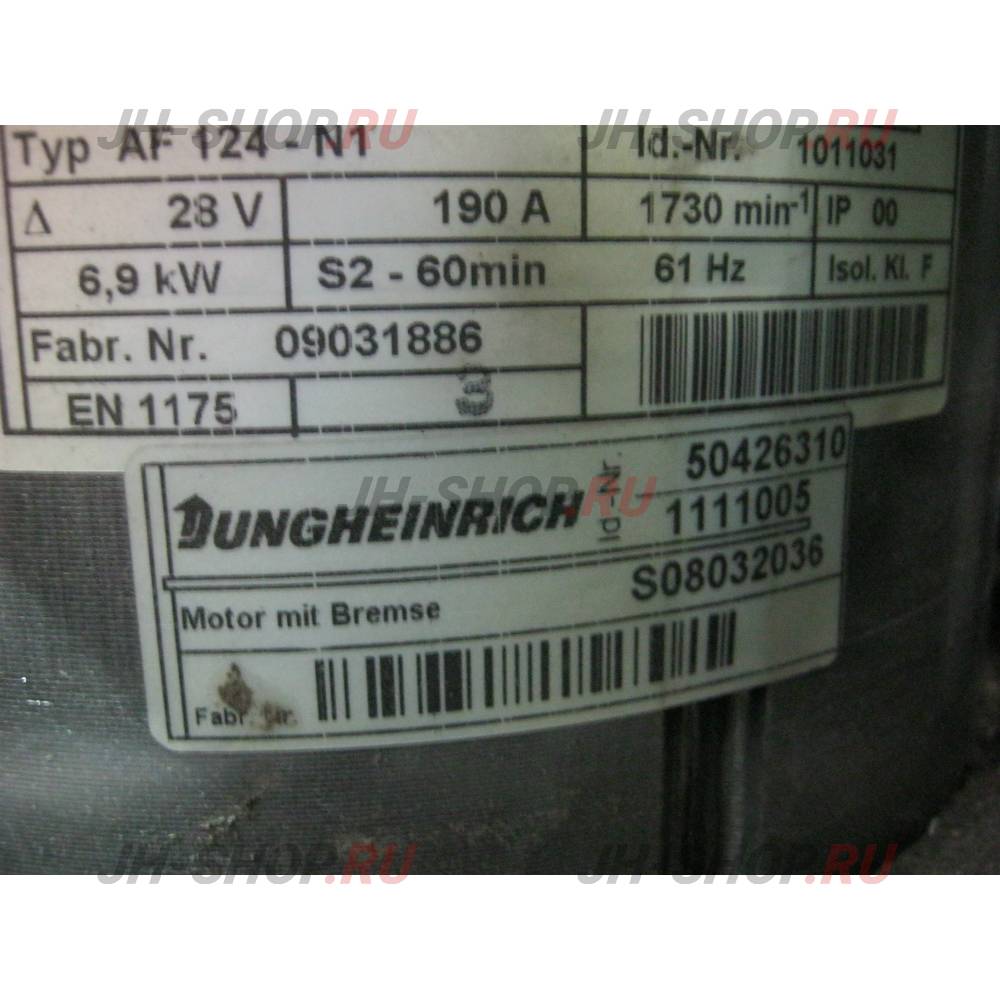 JH-SHOP.RU JH-SHOP.RU
Typ AF 124 - N1 Id.-Nr. 1011031
Δ 28 V 190 A 1730 min-1 IP 00
6,9 kW S2 - 60min 61 Hz Isol. Kl. F
Fabr. Nr. 09031886
EN 1175 3
JUNGHEINRICH Id-Nr. 50426310
JH-SHOP.RU
1111005
Motor mit Bremse S08032036
Fabr. Nr.
JH-SHOP.RU JH-SHOP.RU